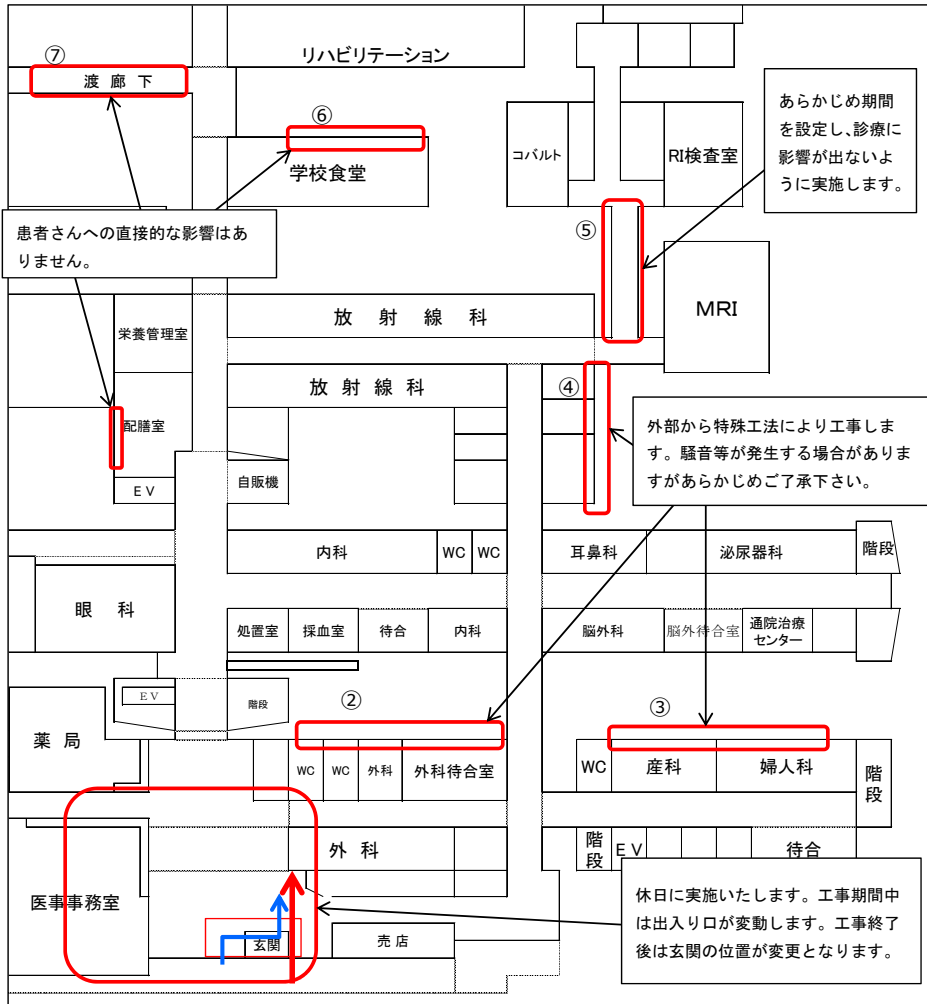 リハビリテーション
⑦
渡 廊 下
⑥
学校食堂
コバルト
RI検査室
あらかじめ期間
を設定し、診療に
影響が出ないよ
うに実施します。
患者さんへの直接的な影響はあ
りません。
⑤
MRI
栄養管理室
放 射 線 科
放 射 線 科
④
配膳室
外部から特殊工法により工事しま
す。騒音等が発生する場合がありま
すがあらかじめご了承下さい。
EV
自販機
内科
WC
WC
耳鼻科
泌尿器科
階段
眼 科
処置室
採血室
待合
内科
脳外科
脳外待合室
通院治療
センター
EV
階段
②
③
薬 局
WC
WC
外科
外科待合室
WC
産科
婦人科
階
段
外 科
階
段
EV
待合
医事事務室
玄関
売 店
休日に実施いたします。工事期間中
は出入り口が変動します。工事終了
後は玄関の位置が変更となります。